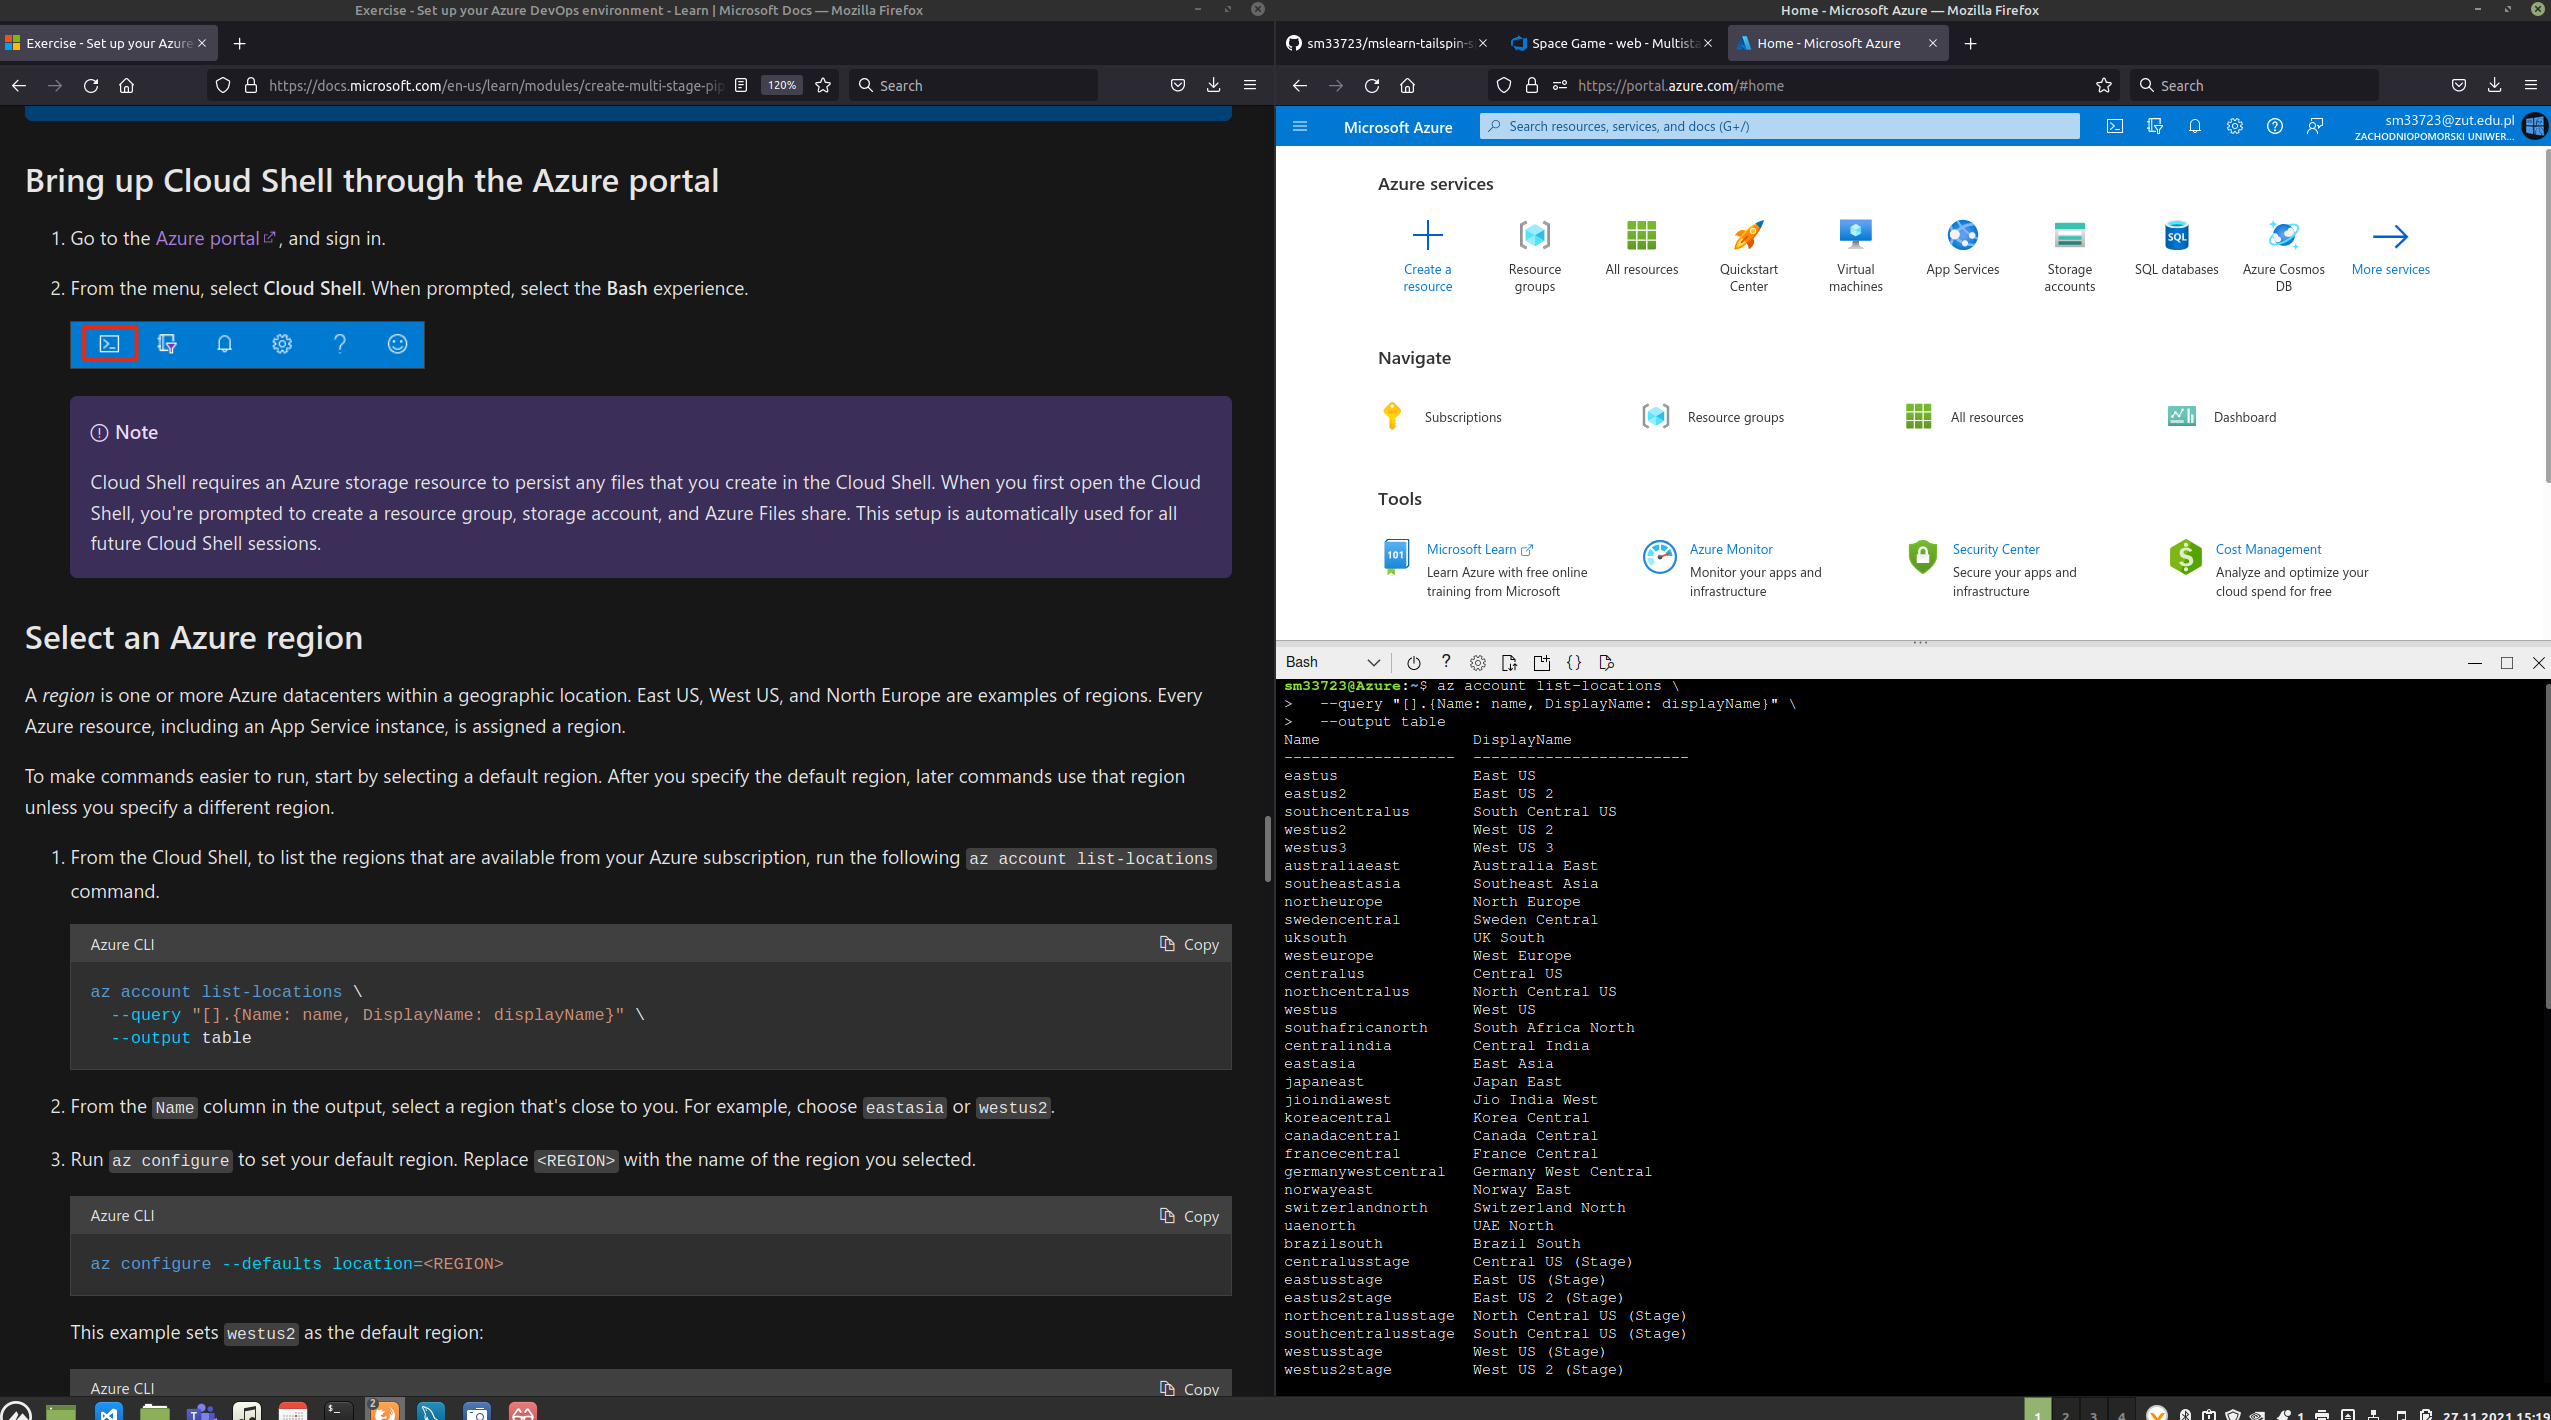 Exercise - Set up your Azure DevOps environment - Learn | Microsoft Docs — Mozilla Firefox
Exercise - Set up your Azure
https://docs.microsoft.com/en-us/learn/modules/create-multi-stage-pip
120%
Search
Bring up Cloud Shell through the Azure portal
1. Go to the Azure portal, and sign in.
2. From the menu, select Cloud Shell. When prompted, select the Bash experience.
Note
Cloud Shell requires an Azure storage resource to persist any files that you create in the Cloud Shell. When you first open the Cloud
Shell, you're prompted to create a resource group, storage account, and Azure Files share. This setup is automatically used for all
future Cloud Shell sessions.
Select an Azure region
A region is one or more Azure datacenters within a geographic location. East US, West US, and North Europe are examples of regions. Every
Azure resource, including an App Service instance, is assigned a region.
To make commands easier to run, start by selecting a default region. After you specify the default region, later commands use that region
unless you specify a different region.
1. From the Cloud Shell, to list the regions that are available from your Azure subscription, run the following az account list-locations
command.
Azure CLI
Copy
az account list-locations \
--query "[].{Name: name, DisplayName: displayName}" \
--output table
2. From the Name column in the output, select a region that's close to you. For example, choose eastasia or westus2.
3. Run az configure to set your default region. Replace <REGION> with the name of the region you selected.
Azure CLI
Copy
az configure --defaults location=<REGION>
This example sets westus2 as the default region:
Azure CLI
Copy
Home - Microsoft Azure — Mozilla Firefox
sm33723/mslearn-tailspin-s
Space Game - web - Multista
Home - Microsoft Azure
https://portal.azure.com/#home
Search
Microsoft Azure
Search resources, services, and docs (G+/)
sm33723@zut.edu.pl
ZACHODNIOPOMORSKI UNIWER...
Azure services
Create a resource
Resource groups
All resources
Quickstart Center
Virtual machines
App Services
Storage accounts
SQL databases
Azure Cosmos DB
More services
Navigate
Subscriptions
Resource groups
All resources
Dashboard
Tools
Microsoft Learn
Learn Azure with free online
training from Microsoft
Azure Monitor
Monitor your apps and
infrastructure
Security Center
Secure your apps and
infrastructure
Cost Management
Analyze and optimize your
cloud spend for free
Bash
sm33723@Azure:~$ az account list-locations \
>   --query "[].{Name: name, DisplayName: displayName}" \
>   --output table
Name DisplayName
------------------- ------------------------
eastus East US
eastus2 East US 2
southcentralus South Central US
westus2 West US 2
westus3 West US 3
australiaeast Australia East
southeastasia Southeast Asia
northeurope North Europe
swedencentral Sweden Central
uksouth UK South
westeurope West Europe
centralus Central US
northcentralus North Central US
westus West US
southafricanorth South Africa North
centralindia Central India
eastasia East Asia
japaneast Japan East
jioindiawest Jio India West
koreacentral Korea Central
canadacentral Canada Central
francecentral France Central
germanywestcentral Germany West Central
norwayeast Norway East
switzerlandnorth Switzerland North
uaenorth UAE North
brazilsouth Brazil South
centralusstage Central US (Stage)
eastusstage East US (Stage)
eastus2stage East US 2 (Stage)
northcentralusstage North Central US (Stage)
southcentralusstage South Central US (Stage)
westusstage West US (Stage)
westus2stage West US 2 (Stage)
2
1 2 3 4
1
27.11.2021 15:19